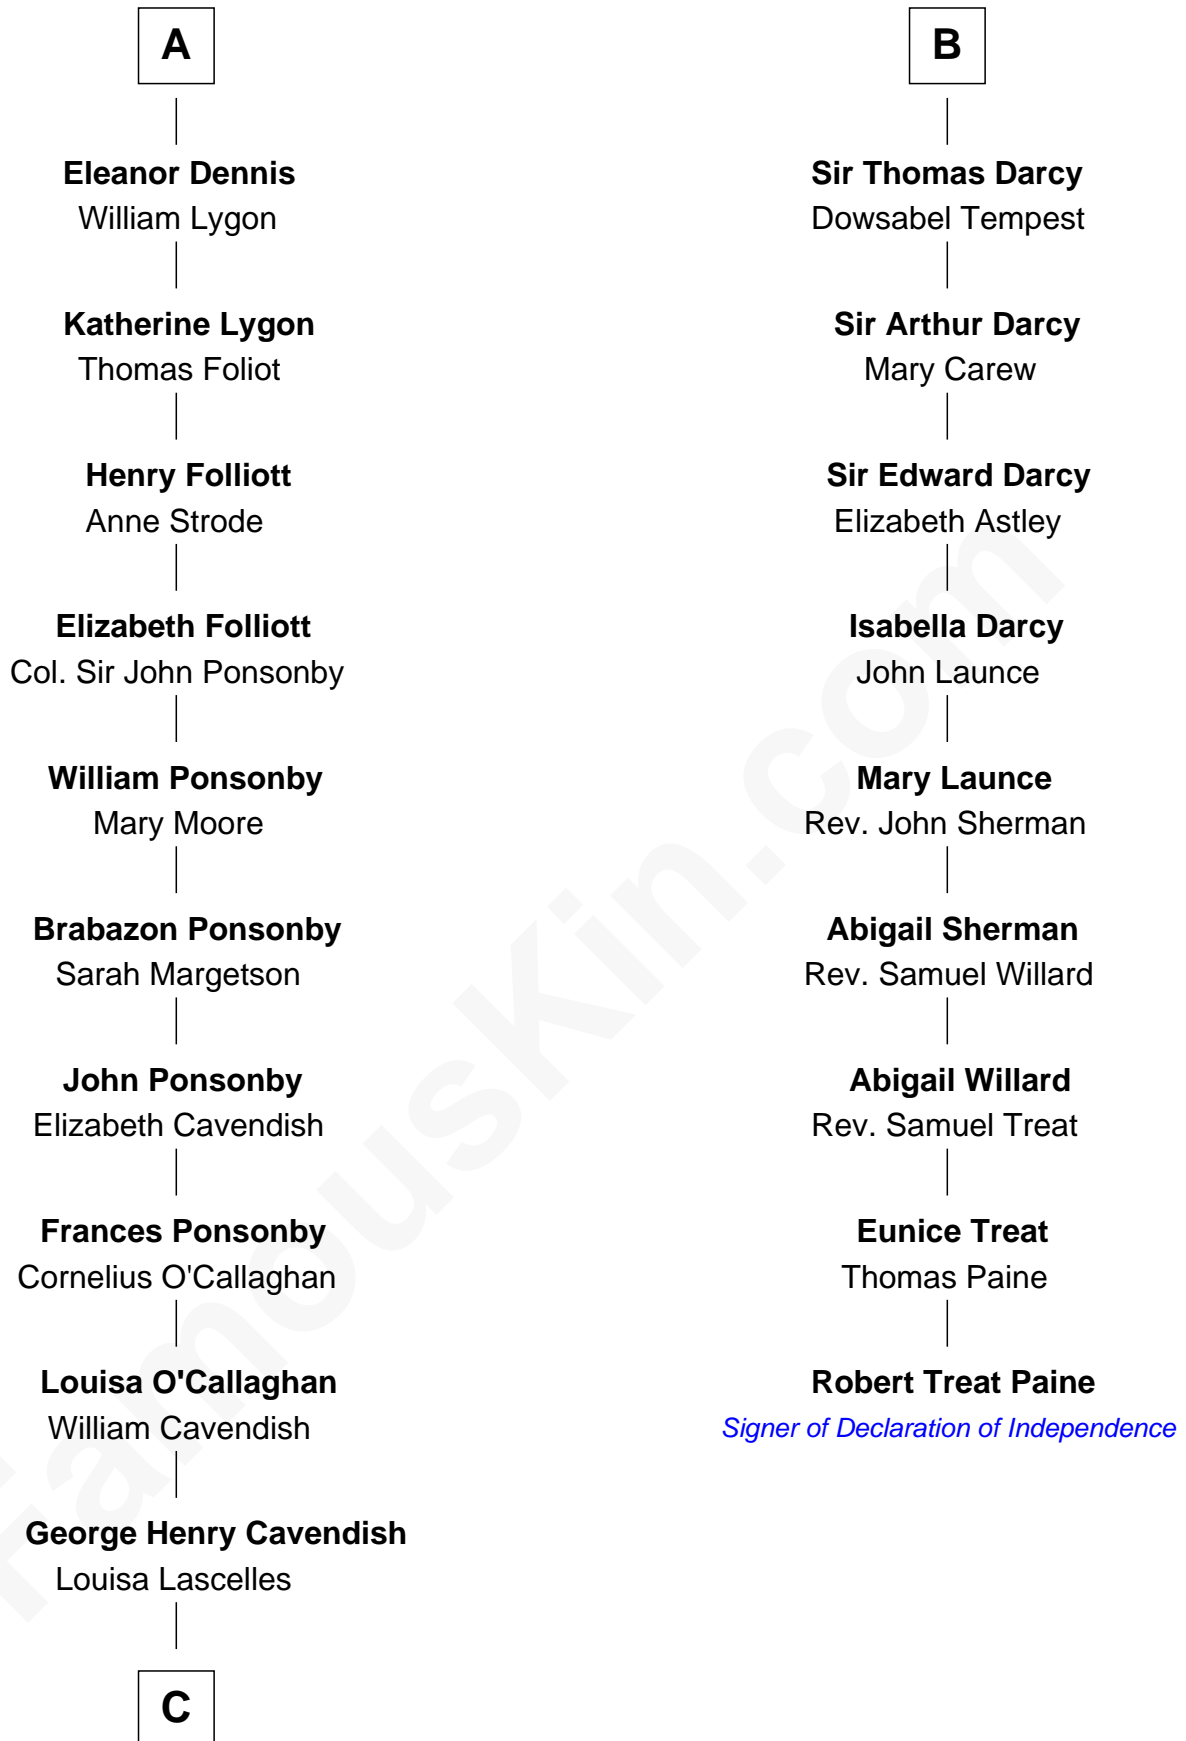 A
Eleanor Dennis
William Lygon
Katherine Lygon
Thomas Foliot
Henry Folliott
Anne Strode
Elizabeth Folliott
Col. Sir John Ponsonby
William Ponsonby
Mary Moore
Brabazon Ponsonby
Sarah Margetson
John Ponsonby
Elizabeth Cavendish
Frances Ponsonby
Cornelius O'Callaghan
Louisa O'Callaghan
William Cavendish
George Henry Cavendish
Louisa Lascelles
C
B
Sir Thomas Darcy
Dowsabel Tempest
Sir Arthur Darcy
Mary Carew
Sir Edward Darcy
Elizabeth Astley
Isabella Darcy
John Launce
Mary Launce
Rev. John Sherman
Abigail Sherman
Rev. Samuel Willard
Abigail Willard
Rev. Samuel Treat
Eunice Treat
Thomas Paine
Robert Treat Paine
Signer of Declaration of Independence
FamousKin.com